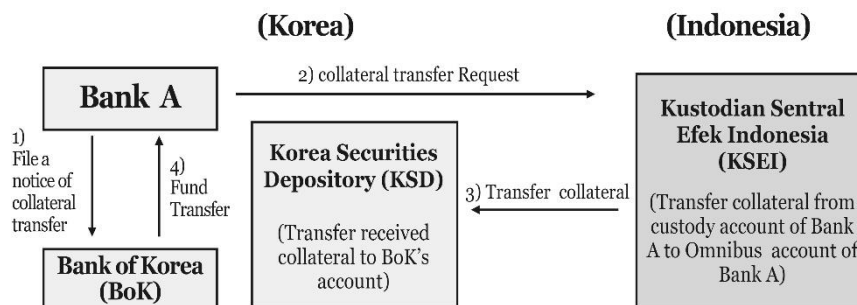 (Korea)
(Indonesia)
2) collateral transfer Request
Bank A
1)
File a
notice of
collateral
transfer
4)
Fund
Transfer
Korea Securities
Depository (KSD)
(Transfer received
collateral to BoK's
account)
3) Transfer collateral
Kustodian Sentral
Efek Indonesia
(KSEI)
(Transfer collateral from
custody account of Bank
A to Omnibus account of
Bank A)
Bank of Korea
(BoK)